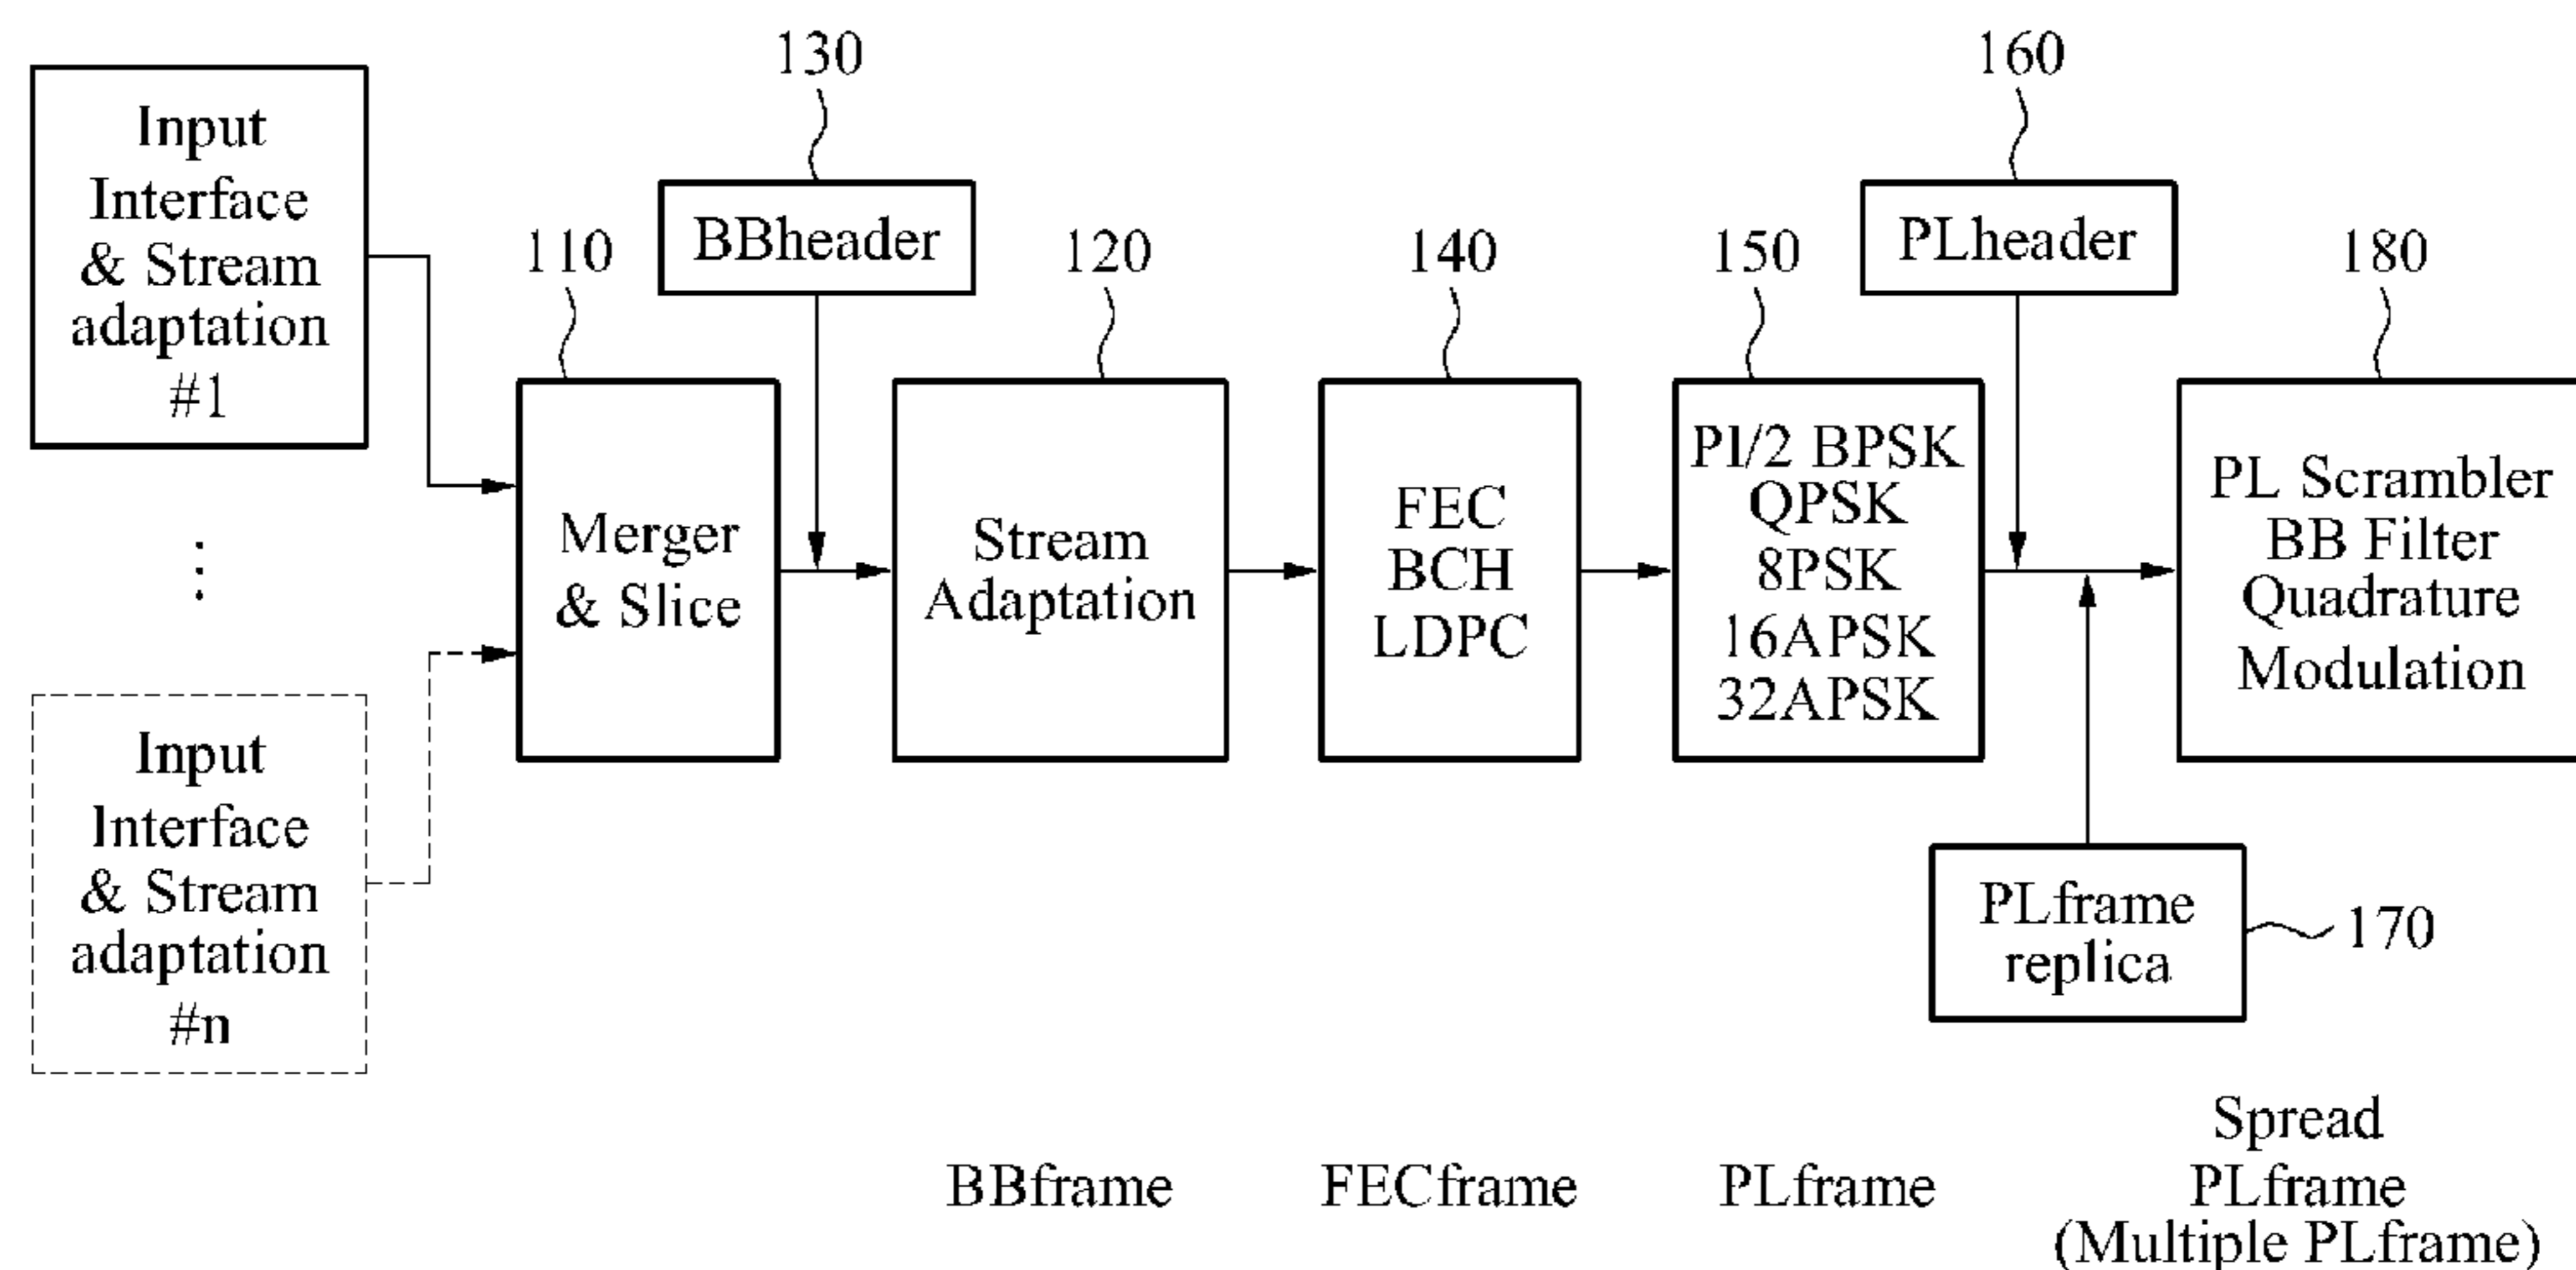 Input
Interface
& Stream
adaptation
#1
Input
Interface
& Stream
adaptation
#n
110
Merger
& Slice
130
BBheader
120
Stream
Adaptation
140
FEC
BCH
LDPC
150
PI/2 BPSK
QPSK
8PSK
16APSK
32APSK
160
PLheader
180
PL Scrambler
BB Filter
Quadrature
Modulation
PLframe
replica
170
BBframe
FECframe
PLframe
Spread
PLframe
(Multiple PLframe)